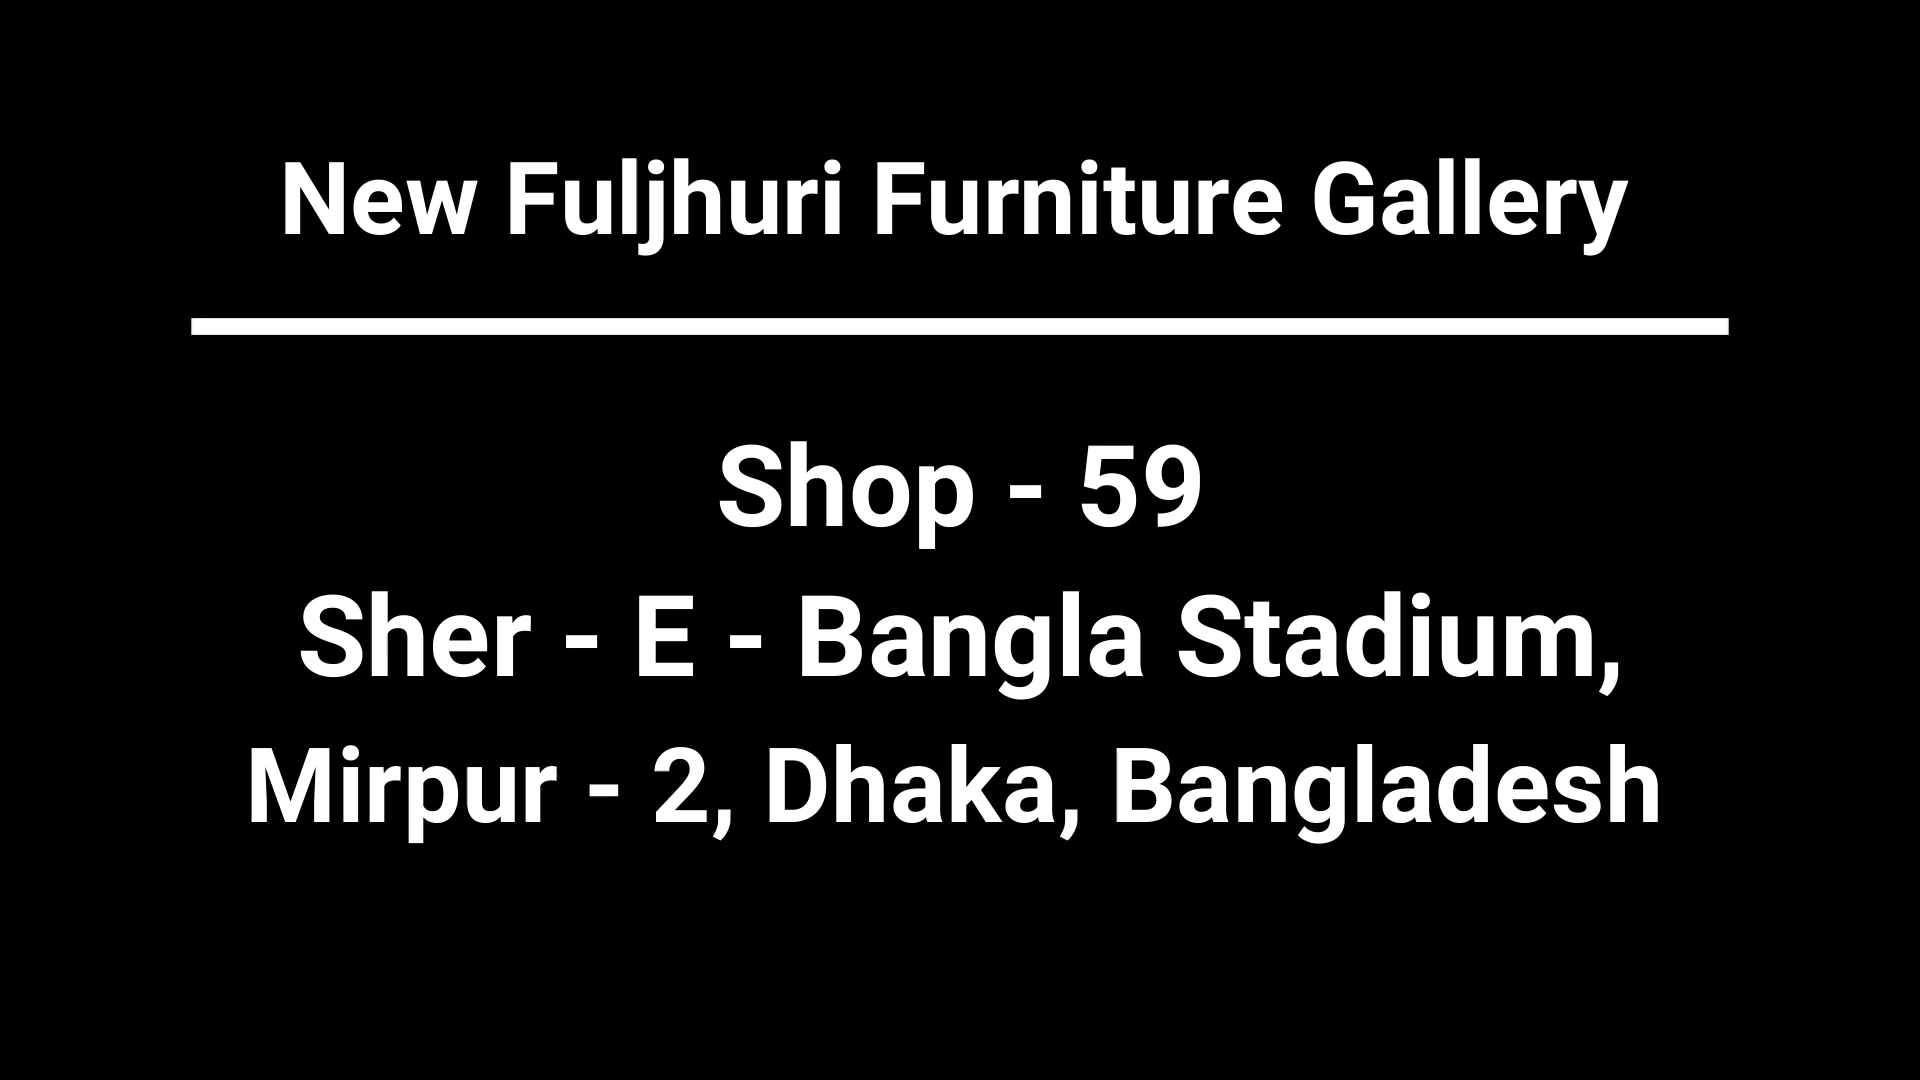 New Fuljhuri Furniture Gallery
Shop - 59
Sher - E - Bangla Stadium,
Mirpur - 2, Dhaka, Bangladesh